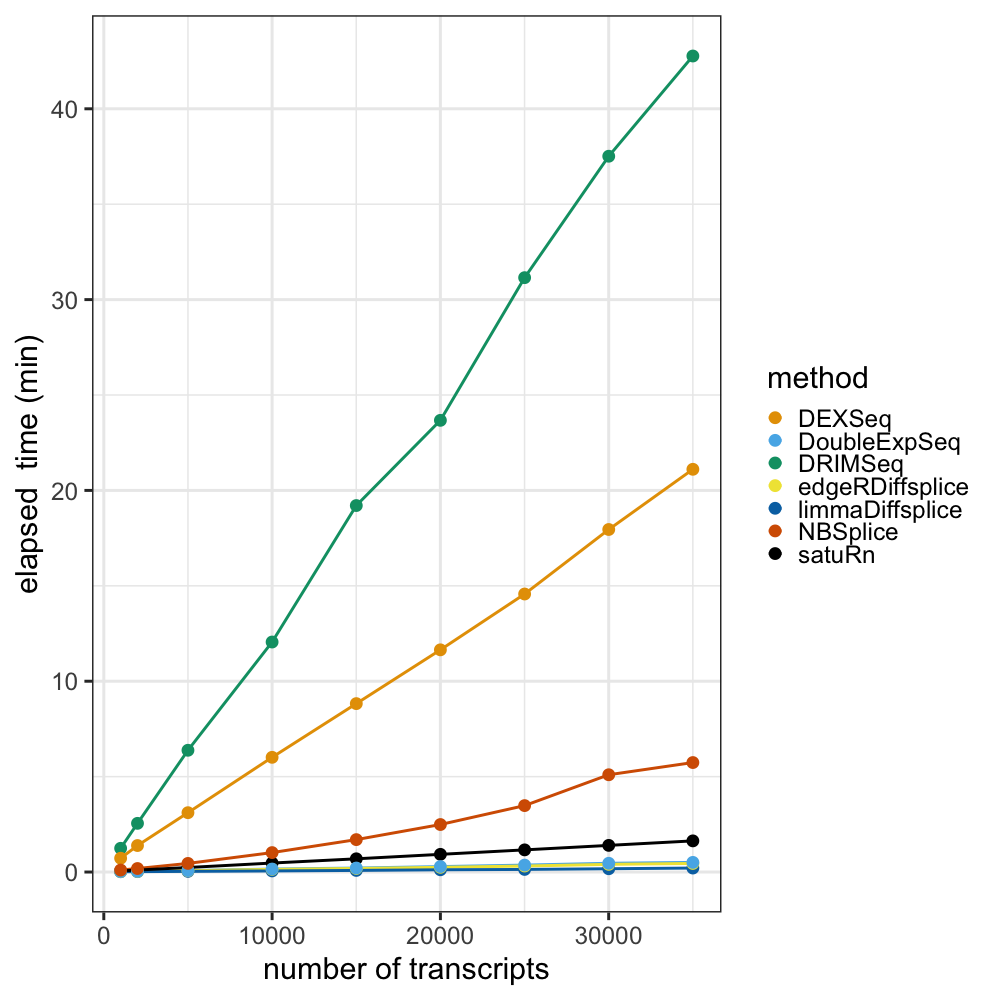 40
30
20
10
0
elapsed  time (min)
0
10000
20000
30000
number of transcripts
method
DEXSeq
DoubleExpSeq
DRIMSeq
edgeRDiffsplice
limmaDiffsplice
NBSplice
satuRn